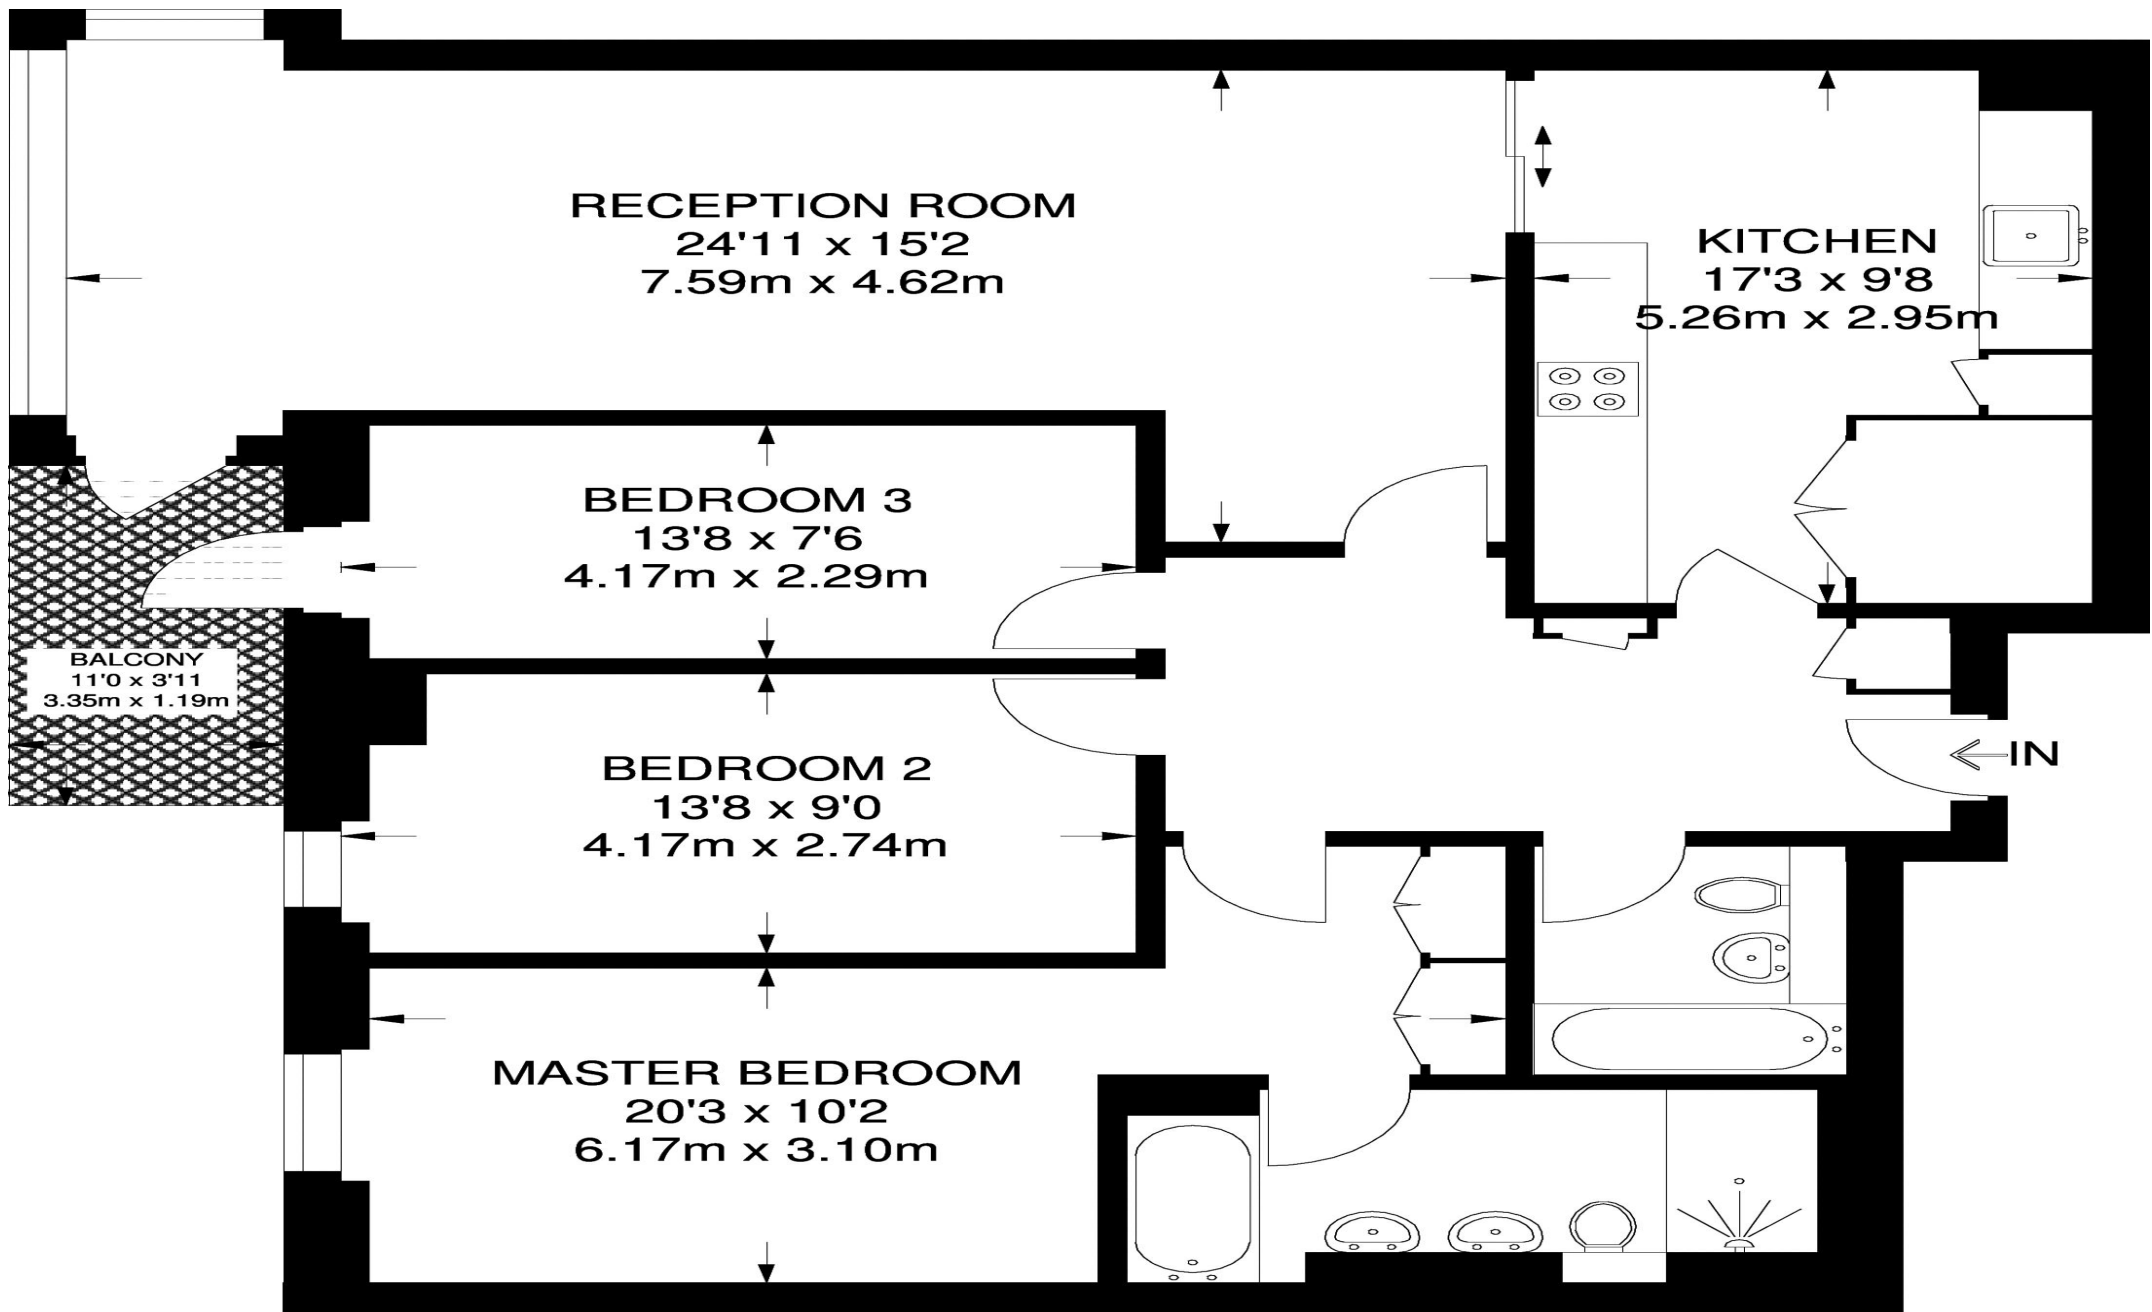 RECEPTION ROOM
24'11 x 15'2
7.59m x 4.62m
KITCHEN
17'3 x 9'8
5.26m x 2.95m
BEDROOM 3
13'8 x 7'6
4.17m x 2.29m
BALCONY
11'0 x 3'11
3.35m x 1.19m
BEDROOM 2
13'8 x 9'0
4.17m x 2.74m
IN
MASTER BEDROOM
20'3 x 10'2
6.17m x 3.10m